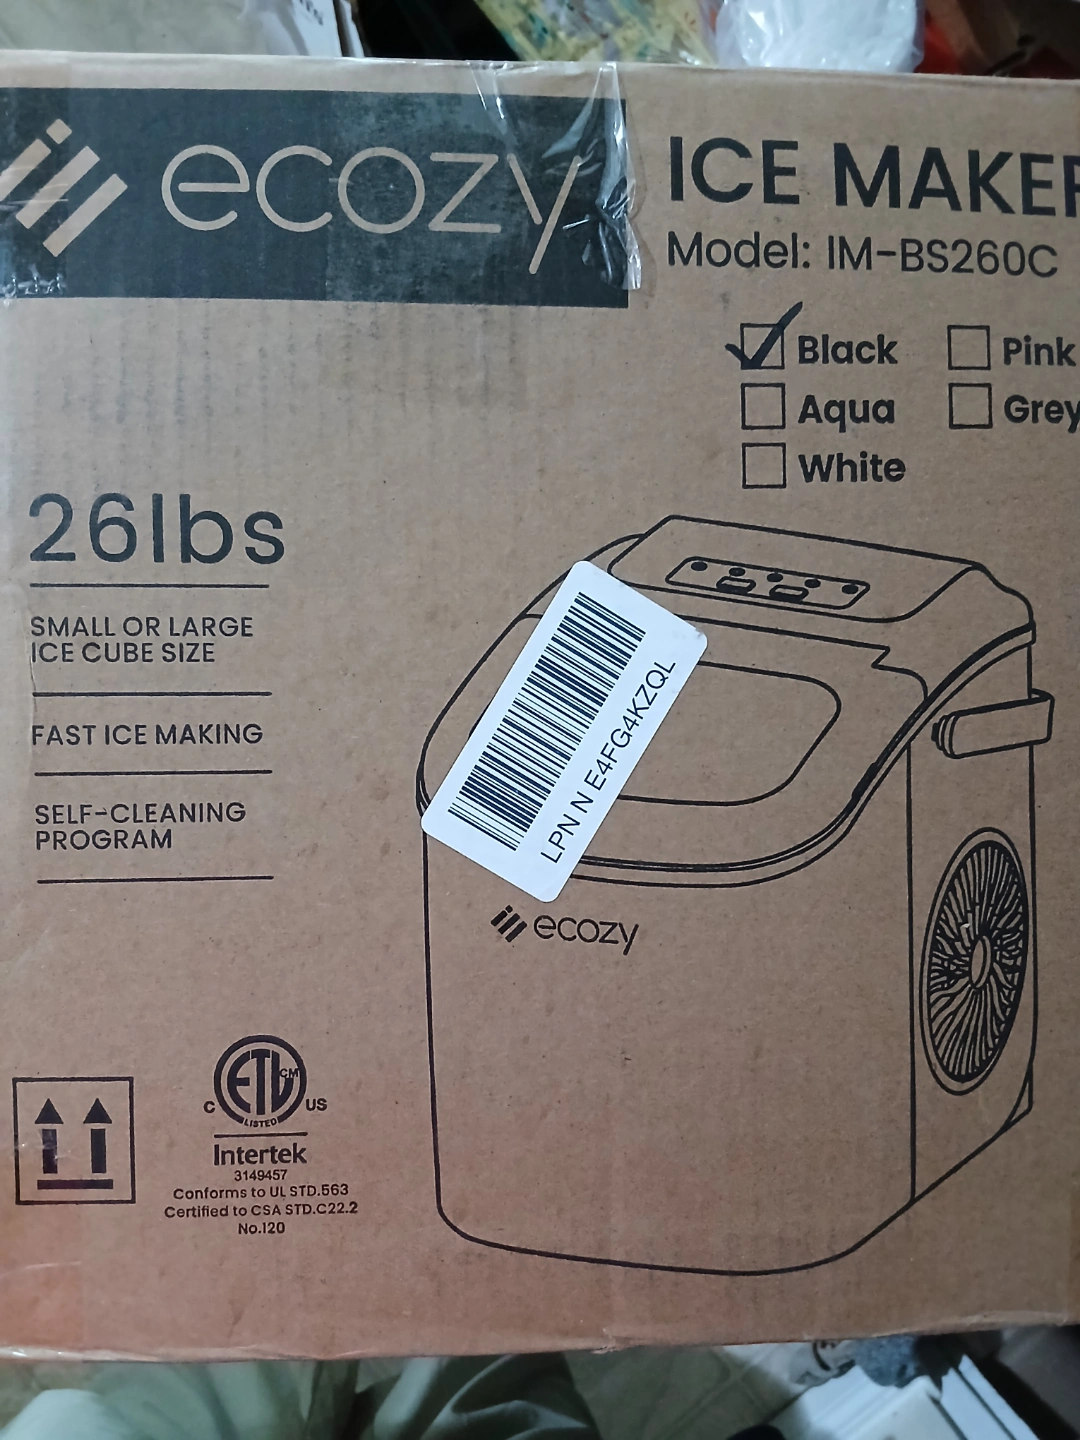 ecozy
ICE MAKER
Model: IM-BS260C
Black
Pink
Aqua
Grey
White
26lbs
SMALL OR LARGE
ICE CUBE SIZE
FAST ICE MAKING
SELF-CLEANING
PROGRAM
LPN N E4FG4KZQL
ecozy
ETL CM
C
US
LISTED
Intertek
3149457
Conforms to UL STD.563
Certified to CSA STD.C22.2
No.120